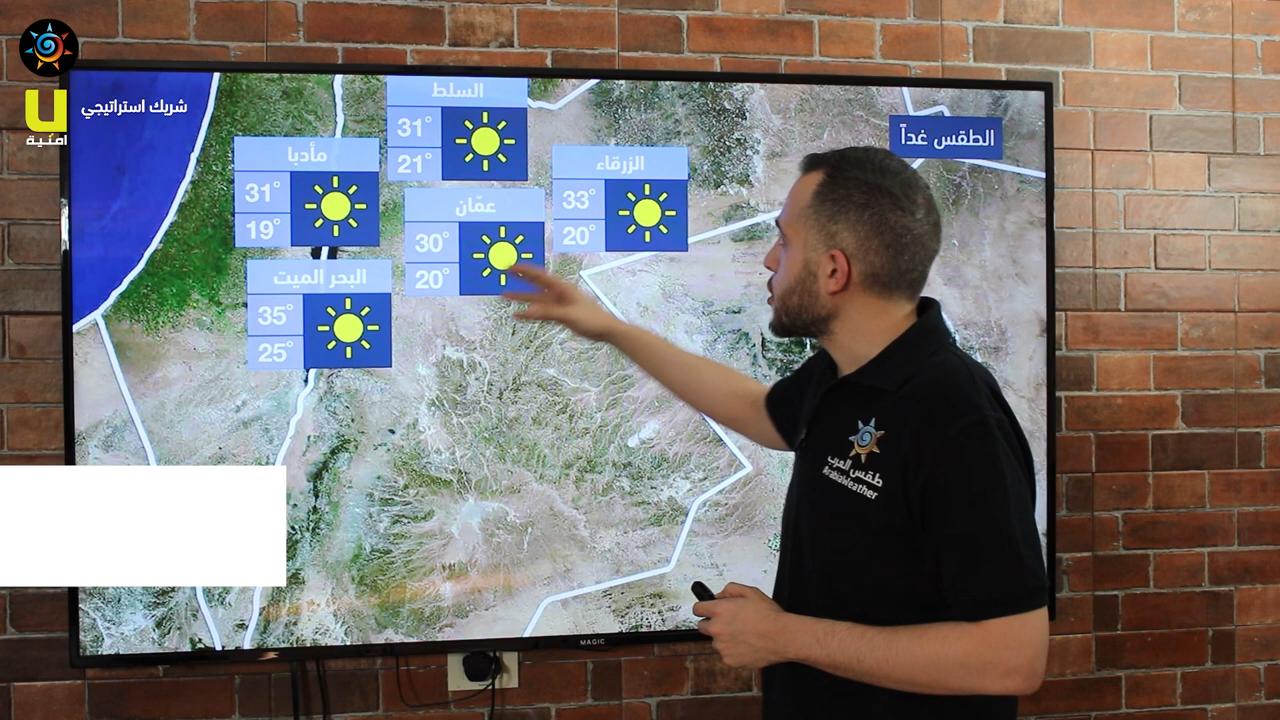 شريك استراتيجي
U
أمنية
الطقس غداً
السلط
31°
21°
مأدبا
31°
19°
الزرقاء
33°
20°
عمّان
30°
20°
البحر الميت
35°
25°
طقس العرب
ArabiaWeather
MAGIC